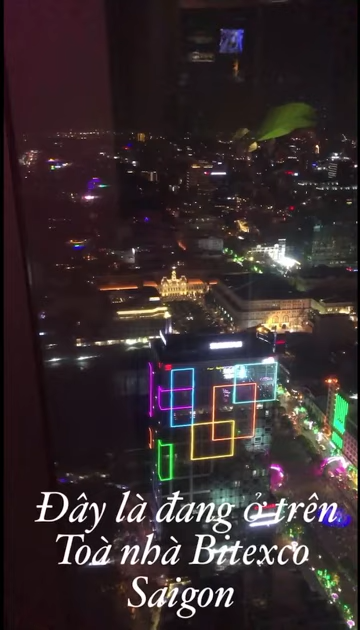 Đây là đang ở trên
Toà nhà Bitexco
Saigon